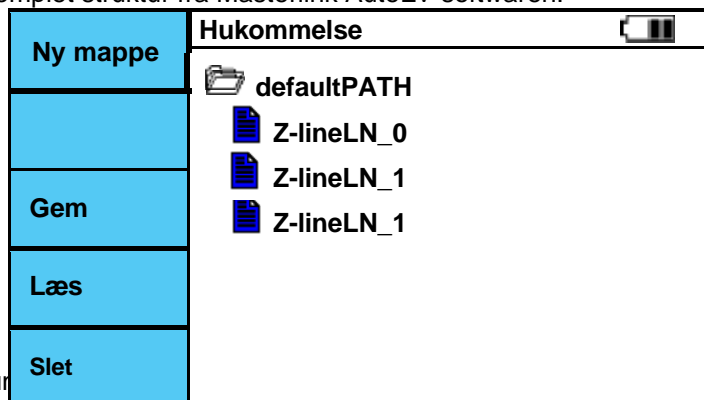 Ny mappe
Gem
Læs
Slet
Hukommelse
defaultPATH
Z-lineLN_0
Z-lineLN_1
Z-lineLN_1